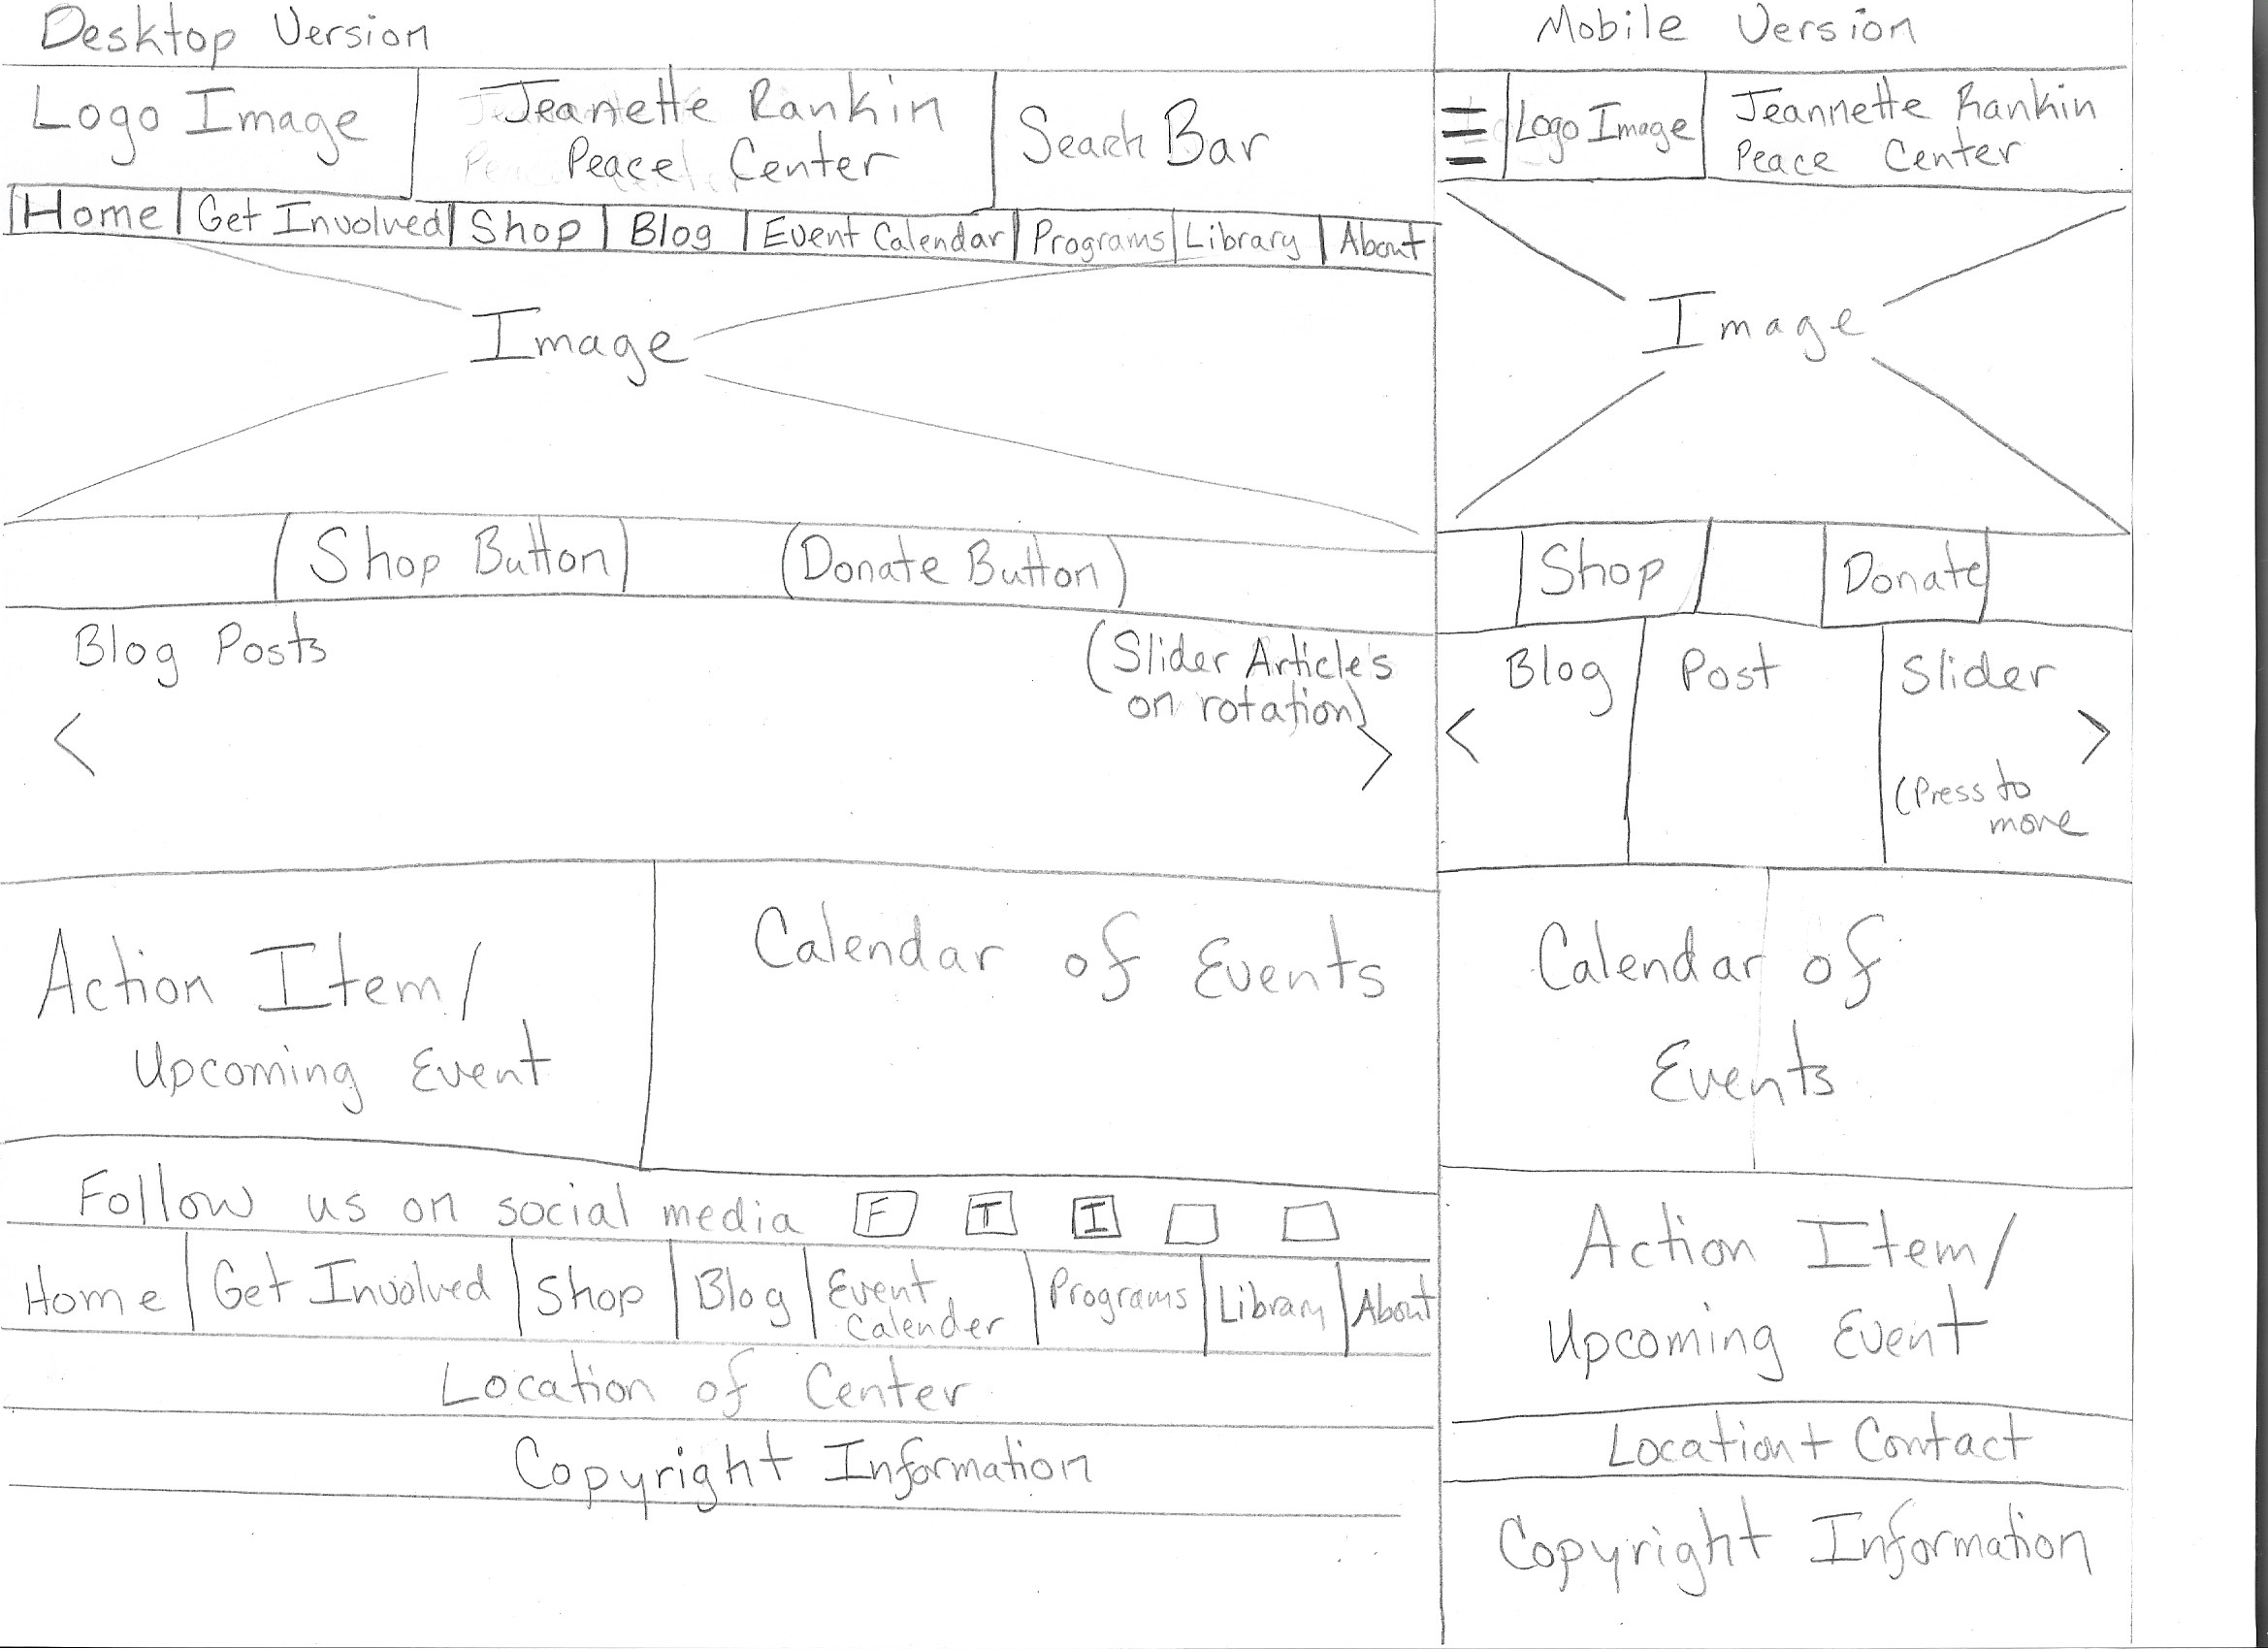 Desktop Version
Logo Image
Jeanette Rankin
Peace Center
Search Bar
Home
Get Involved
Shop
Blog
Event Calendar
Programs
Library
About
Image
Shop Button
(Donate Button)
Blog Posts
(Slider Articles
on rotation)
<
>
Action Item/
Upcoming Event
Calendar of Events
Follow us on social media
F
T
I
Home
Get Involved
Shop
Blog
Event
Calender
Programs
Library
About
Location of Center
Copyright Information
Mobile Version
Logo Image
Jeannette Rankin
Peace Center
Image
Shop
Donate
Blog
Post
Slider
<
>
(Press to
move
Calendar of
Events
Action Item/
Upcoming Event
Location + Contact
Copyright Information